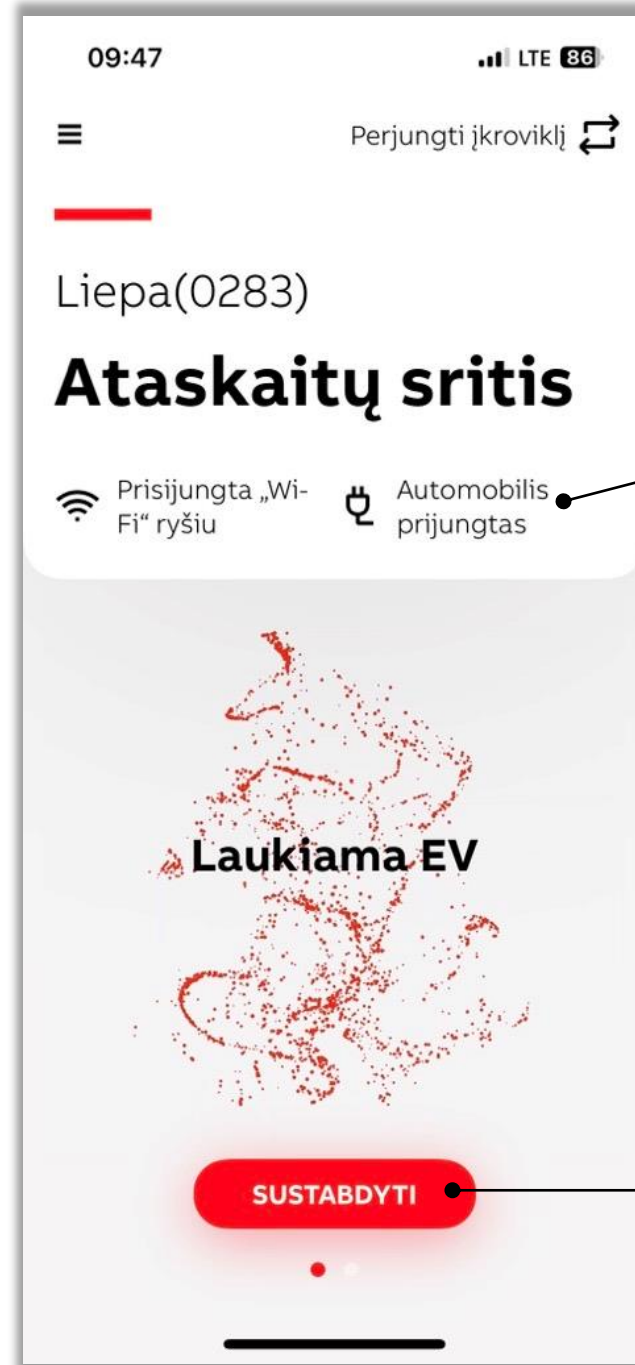 09:47 LTE 86
Perjungti įkroviklį
Liepa(0283)
Ataskaitų sritis
Prisijungta „Wi-
Fi“ ryšiu
Automobilis
prijungtas
Laukiama EV
SUSTABDYTI